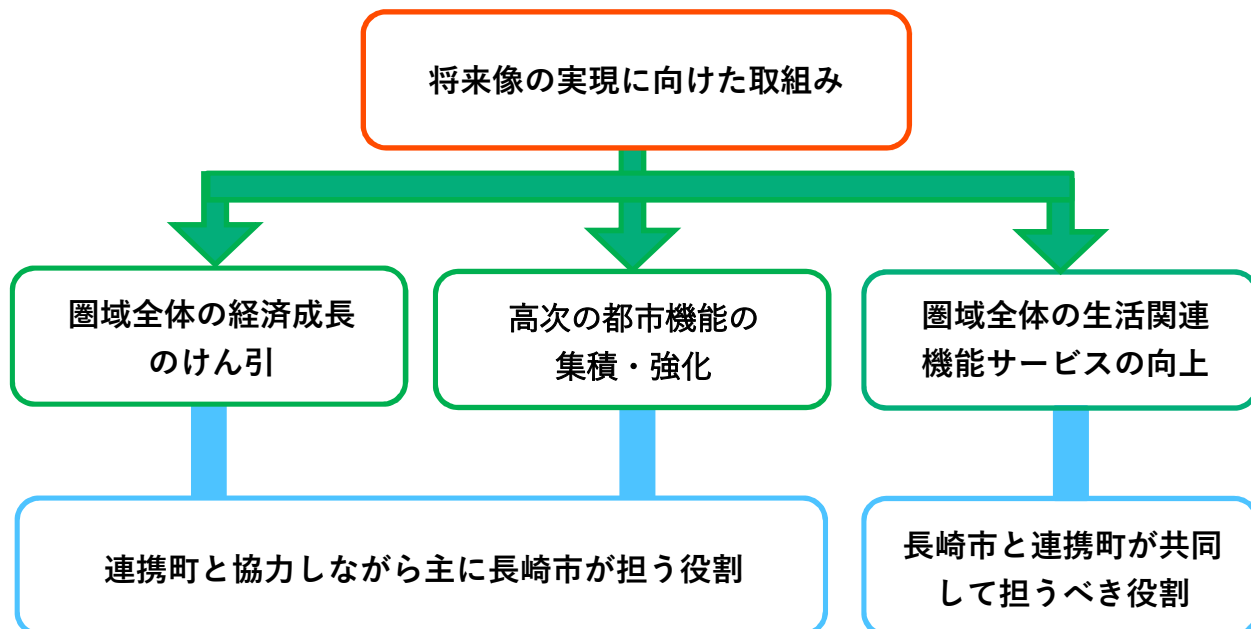 将来像の実現に向けた取組み
圏域全体の経済成長
のけん引
高次の都市機能の
集積・強化
圏域全体の生活関連
機能サービスの向上
連携町と協力しながら主に長崎市が担う役割
長崎市と連携町が共同
して担うべき役割